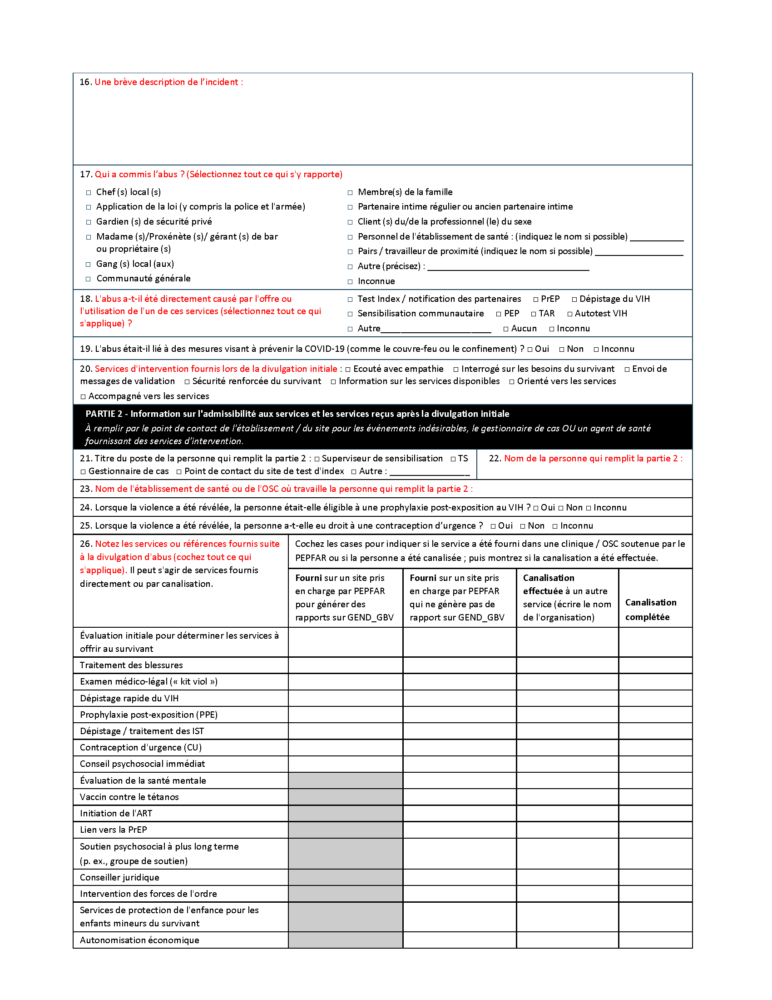 16. Une brève description de l’incident :
17. Qui a commis l’abus ? (Sélectionnez tout ce qui s'y rapporte)
□ Chef (s) local (s)
□ Application de la loi (y compris la police et l'armée)
□ Gardien (s) de sécurité privé
□ Madame (s)/Proxénète (s)/ gérant (s) de bar
ou propriétaire (s)
□ Gang (s) local (aux)
□ Communauté générale
□ Membre(s) de la famille
□ Partenaire intime régulier ou ancien partenaire intime
□ Client (s) du/de la professionnel (le) du sexe
□ Personnel de l'établissement de santé : (indiquez le nom si possible) ___________
□ Pairs / travailleur de proximité (indiquez le nom si possible) __________________
□ Autre (précisez) : _________________________________
□ Inconnue
18. L'abus a-t-il été directement causé par l'offre ou
l'utilisation de l'un de ces services (sélectionnez tout ce qui
s'applique) ?
□ Test Index / notification des partenaires □ PrEP □ Dépistage du VIH
□ Sensibilisation communautaire □ PEP □ TAR □ Autotest VIH
□ Autre______________________ □ Aucun □ Inconnu
19. L'abus était-il lié à des mesures visant à prévenir la COVID-19 (comme le couvre-feu ou le confinement) ? □ Oui □ Non □ Inconnu
20. Services d'intervention fournis lors de la divulgation initiale : □ Ecouté avec empathie □ Interrogé sur les besoins du survivant □ Envoi de
messages de validation □ Sécurité renforcée du survivant □ Information sur les services disponibles □ Orienté vers les services
□ Accompagné vers les services
PARTIE 2 - Information sur l'admissibilité aux services et les services reçus après la divulgation initiale
À remplir par le point de contact de l’établissement / du site pour les événements indésirables, le gestionnaire de cas OU un agent de santé
fournissant des services d’intervention.
21. Titre du poste de la personne qui remplit la partie 2 : □ Superviseur de sensibilisation □ TS
□ Gestionnaire de cas □ Point de contact du site de test d'index □ Autre : ________________
22. Nom de la personne qui remplit la partie 2 :
23. Nom de l'établissement de santé ou de l'OSC où travaille la personne qui remplit la partie 2 :
24. Lorsque la violence a été révélée, la personne était-elle éligible à une prophylaxie post-exposition au VIH ? □ Oui □ Non □ Inconnu
25. Lorsque la violence a été révélée, la personne a-t-elle eu droit à une contraception d’urgence ? □ Oui □ Non □ Inconnu
26. Notez les services ou références fournis suite
à la divulgation d'abus (cochez tout ce qui
s'applique). Il peut s'agir de services fournis
directement ou par canalisation.
Cochez les cases pour indiquer si le service a été fourni dans une clinique / OSC soutenue par le
PEPFAR ou si la personne a été canalisée ; puis montrez si la canalisation a été effectuée.
Fourni sur un site pris
en charge par PEPFAR
pour générer des
rapports sur GEND_GBV
Fourni sur un site pris
en charge par PEPFAR
qui ne génère pas de
rapport sur GEND_GBV
Canalisation
effectuée à un autre
service (écrire le nom
de l'organisation)
Canalisation
complétée
Évaluation initiale pour déterminer les services à
offrir au survivant
Traitement des blessures
Examen médico-légal (« kit viol »)
Dépistage rapide du VIH
Prophylaxie post-exposition (PPE)
Dépistage / traitement des IST
Contraception d'urgence (CU)
Conseil psychosocial immédiat
Évaluation de la santé mentale
Vaccin contre le tétanos
Initiation de l'ART
Lien vers la PrEP
Soutien psychosocial à plus long terme
(p. ex., groupe de soutien)
Conseiller juridique
Intervention des forces de l'ordre
Services de protection de l'enfance pour les
enfants mineurs du survivant
Autonomisation économique